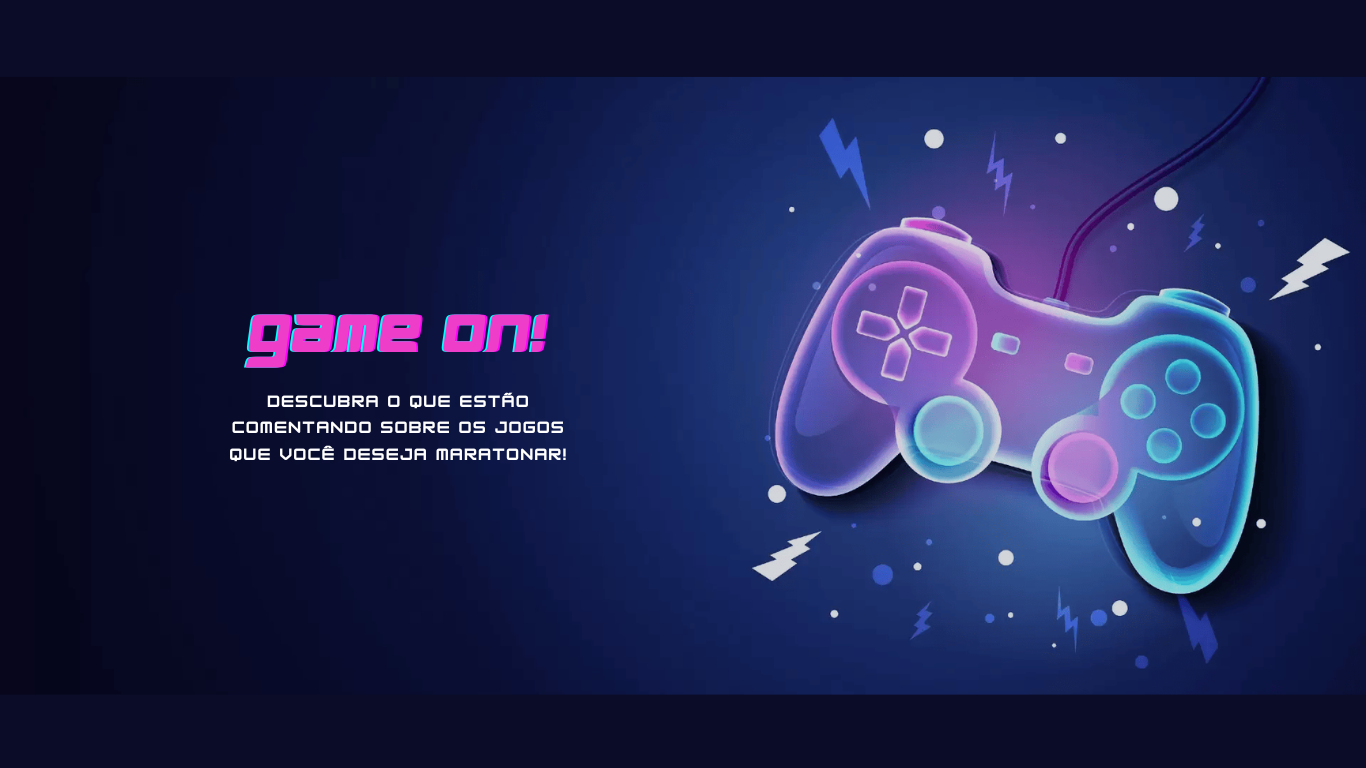 game on!
DESCUBRA O QUE ESTÃO
COMENTANDO SOBRE OS JOGOS
QUE VOCÊ DESEJA MARATONAR!